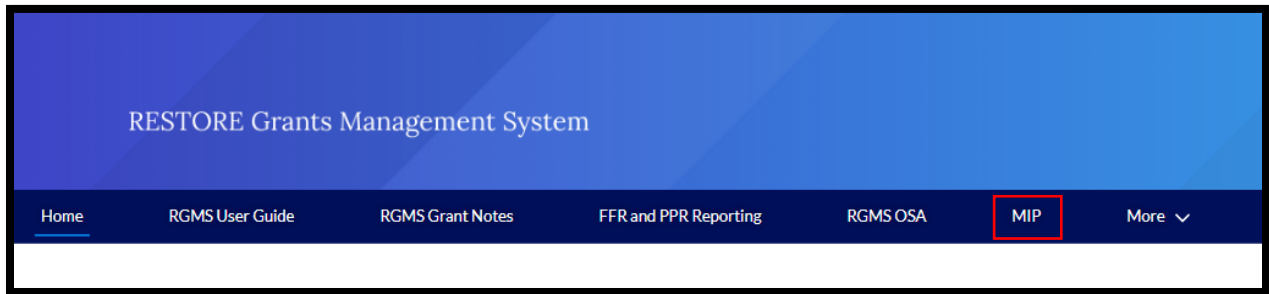 RESTORE Grants Management System
Home RGMS User Guide RGMS Grant Notes FFR and PPR Reporting RGMS OSA MIP More